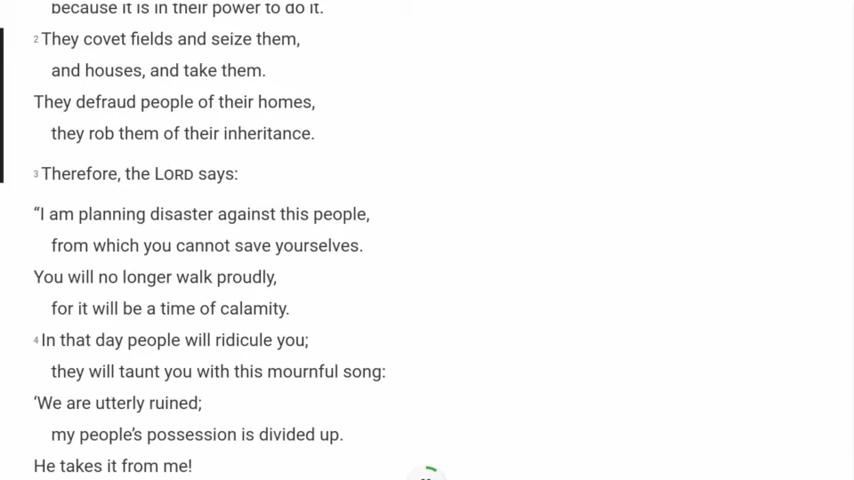 because it is in their power to do it.
2 They covet fields and seize them,
and houses, and take them.
They defraud people of their homes,
they rob them of their inheritance.
3 Therefore, the LORD says:
“I am planning disaster against this people,
from which you cannot save yourselves.
You will no longer walk proudly,
for it will be a time of calamity.
4 In that day people will ridicule you;
they will taunt you with this mournful song:
‘We are utterly ruined;
my people’s possession is divided up.
He takes it from me!